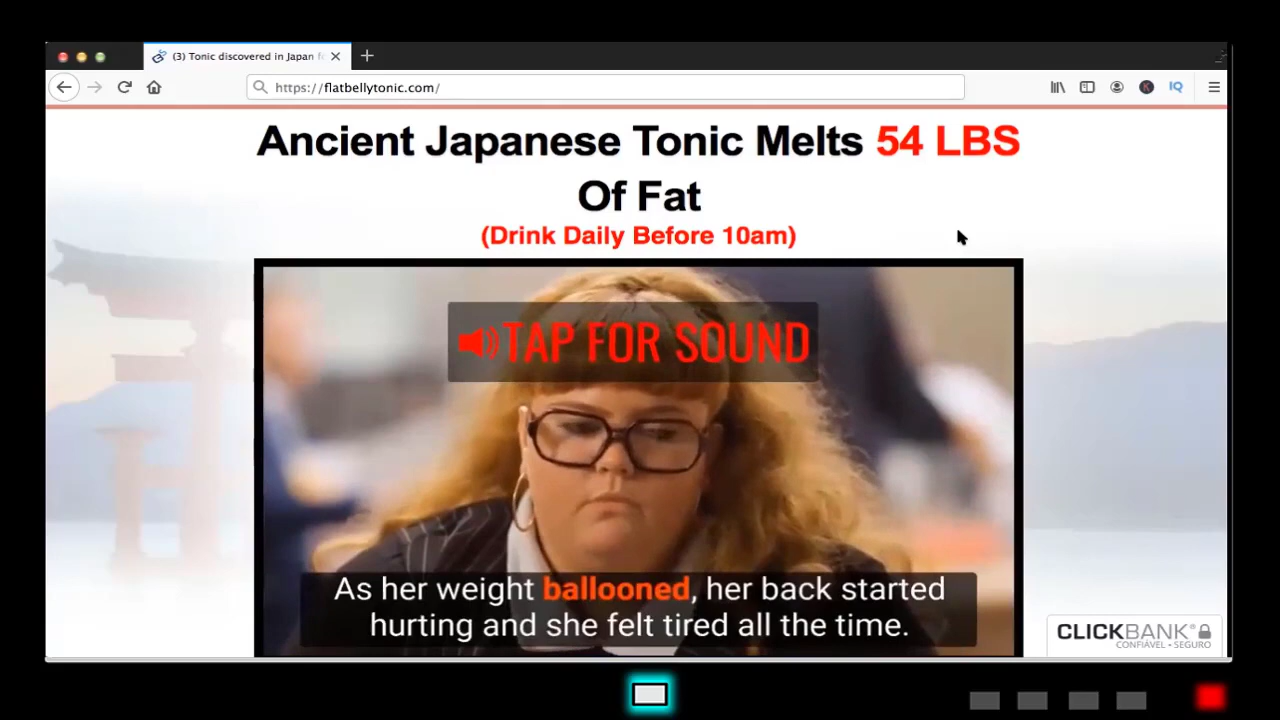 (3) Tonic discovered in Japan f
https://flatbellytonic.com/
IQ
Ancient Japanese Tonic Melts 54 LBS
Of Fat
(Drink Daily Before 10am)
TAP FOR SOUND
As her weight ballooned, her back started
hurting and she felt tired all the time.
CLICKBANK®
CONFIÁVEL • SEGURO